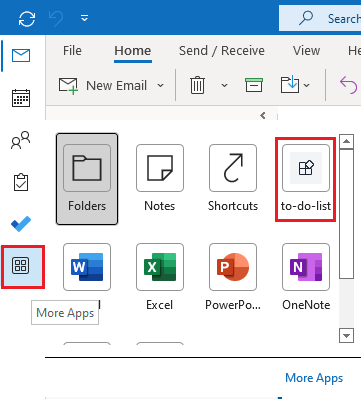 Search
File Home Send / Receive View Help
New Email
Folders Notes Shortcuts to-do-list
Excel PowerPo... OneNote
More Apps
More Apps